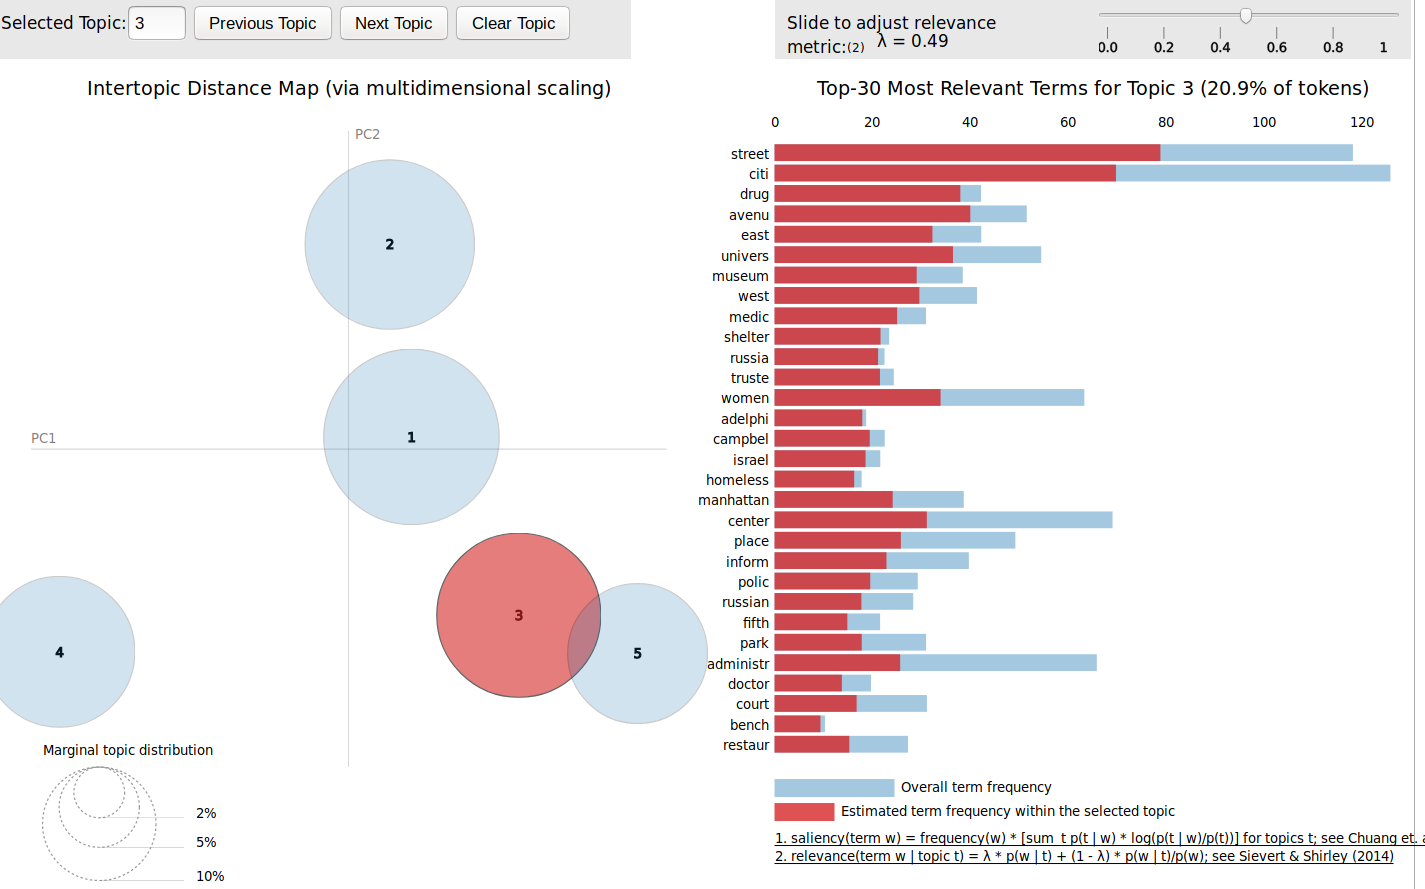 Selected Topic: 3 Previous Topic Next Topic Clear Topic
Slide to adjust relevance
metric:(2) λ = 0.49
0.0 0.2 0.4 0.6 0.8 1
Intertopic Distance Map (via multidimensional scaling)
PC2
PC1
2
1
3
4
5
Marginal topic distribution
2%
5%
10%
Top-30 Most Relevant Terms for Topic 3 (20.9% of tokens)
0 20 40 60 80 100 120
street
citi
drug
avenu
east
univers
museum
west
medic
shelter
russia
truste
women
adelphi
campbel
israel
homeless
manhattan
center
place
inform
polic
russian
fifth
park
administr
doctor
court
bench
restaur
Overall term frequency
Estimated term frequency within the selected topic
1. saliency(term w) = frequency(w) * [sum_t p(t | w) * log(p(t | w)/p(t))] for topics t; see Chuang et.
2. relevance(term w | topic t) = λ * p(w | t) + (1 - λ) * p(w | t)/p(w); see Sievert & Shirley (2014)